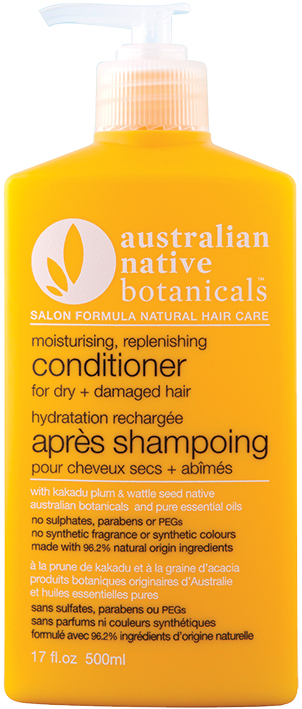 australian
native
botanicals™
SALON FORMULA NATURAL HAIR CARE
moisturising, replenishing
conditioner
for dry + damaged hair
hydratation rechargée
après shampoing
pour cheveux secs + abîmés
with kakadu plum & wattle seed native
australian botanicals and pure essential oils
no sulphates, parabens or PEGs
no synthetic fragrance or synthetic colours
made with 96.2% natural origin ingredients
à la prune de kakadu et à la graine d'acacia
produits botaniques originaires d'Australie
et huiles essentielles pures
sans sulfates, parabens ou PEGs
sans parfums ni couleurs synthétiques
formulé avec 96.2% ingrédients d'origine naturelle
17 fl.oz 500ml